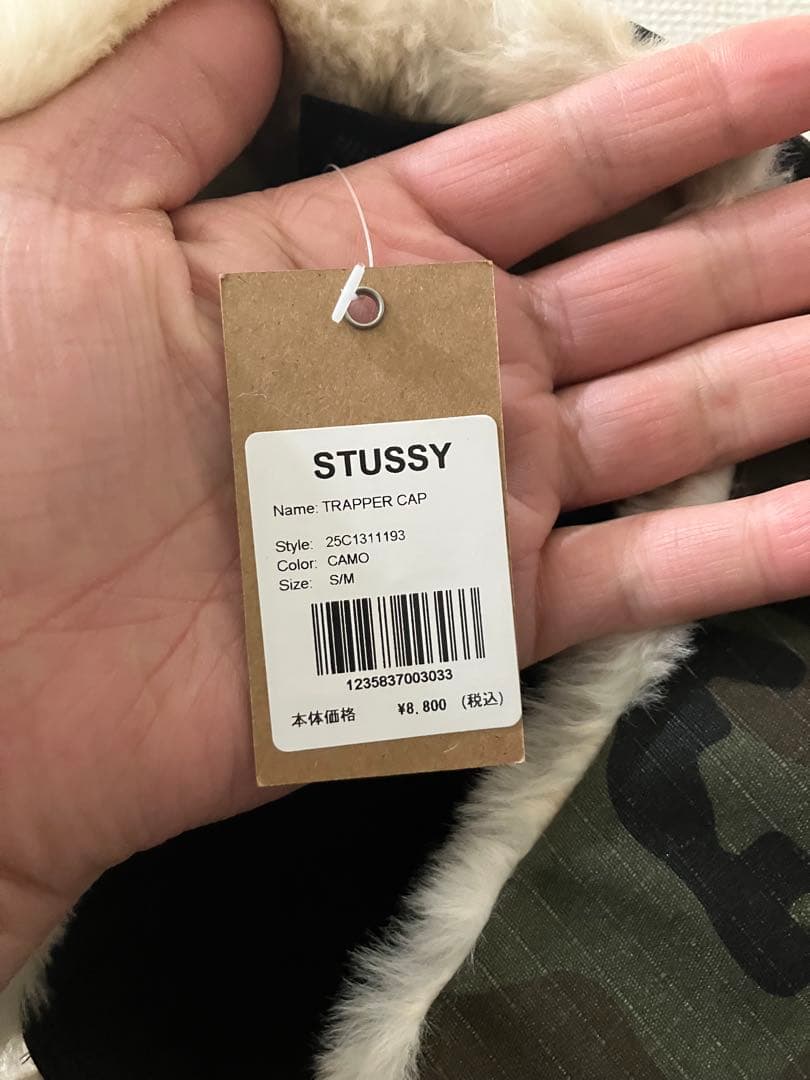 STUSSY
Name: TRAPPER CAP
Style: 25C1311193
Color: CAMO
Size: S/M
1235837003033
本体価格 ¥8,800 (税込)